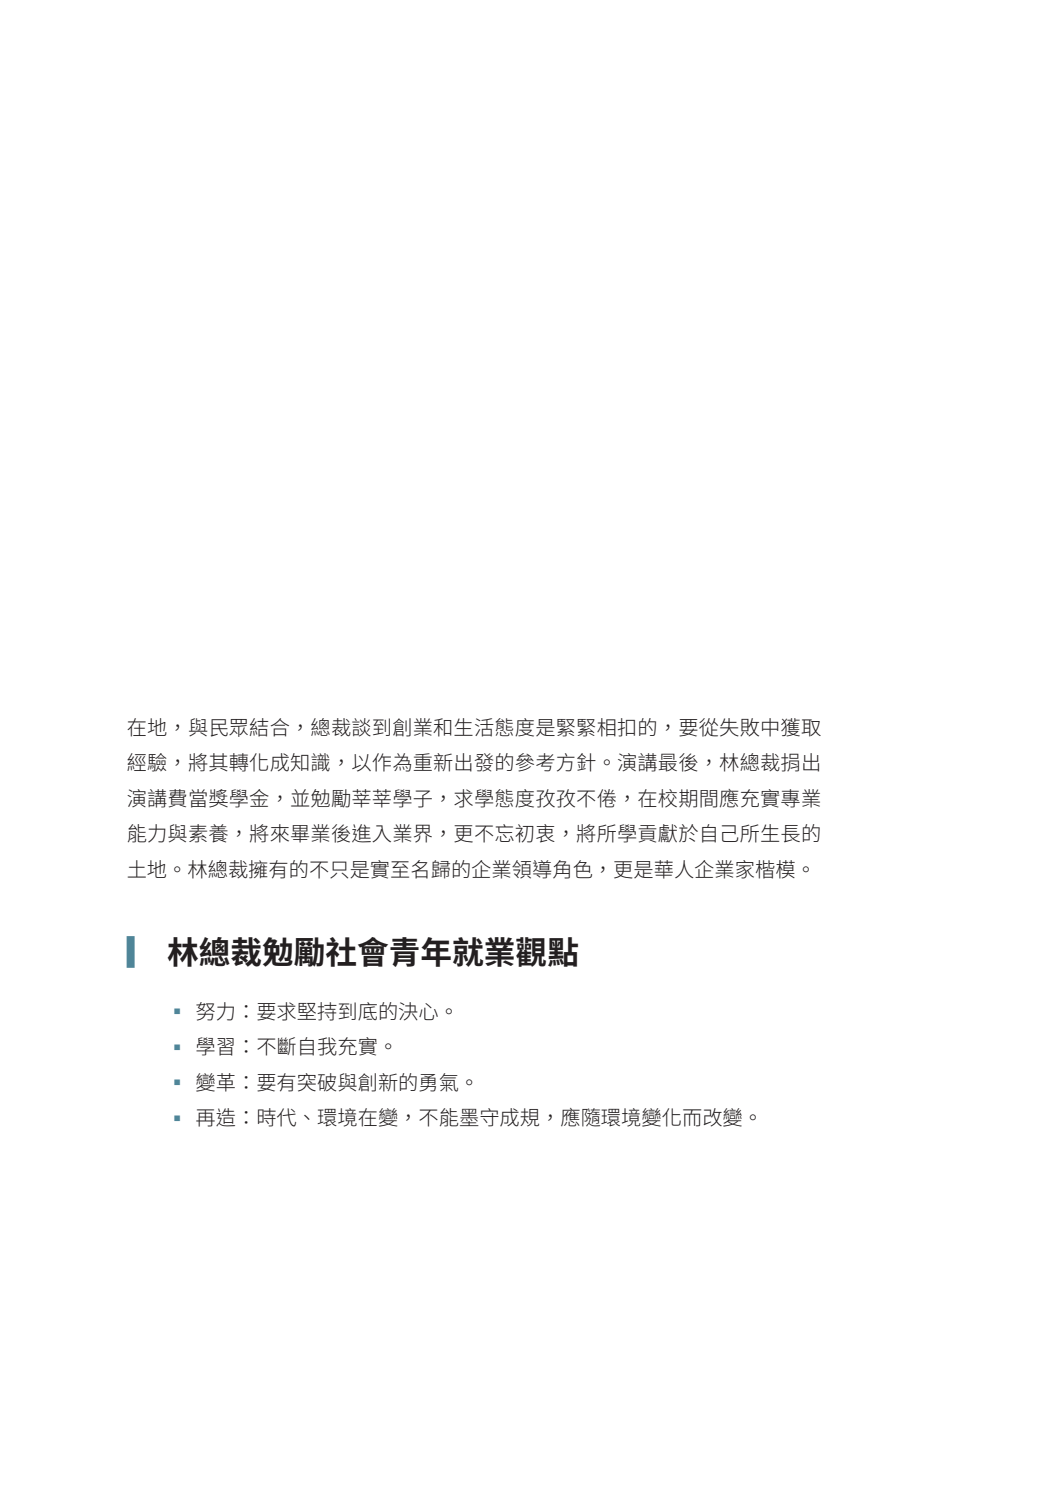 在地，與民眾結合，總裁談到創業和生活態度是緊緊相扣的，要從失敗中獲取
經驗，將其轉化成知識，以作為重新出發的參考方針。演講最後，林總裁捐出
演講費當獎學金，並勉勵莘莘學子，求學態度孜孜不倦，在校期間應充實專業
能力與素養，將來畢業後進入業界，更不忘初衷，將所學貢獻於自己所生長的
土地。林總裁擁有的不只是實至名歸的企業領導角色，更是華人企業家楷模。
林總裁勉勵社會青年就業觀點
▪ 努力：要求堅持到底的決心。
▪ 學習：不斷自我充實。
▪ 變革：要有突破與創新的勇氣。
▪ 再造：時代、環境在變，不能墨守成規，應隨環境變化而改變。